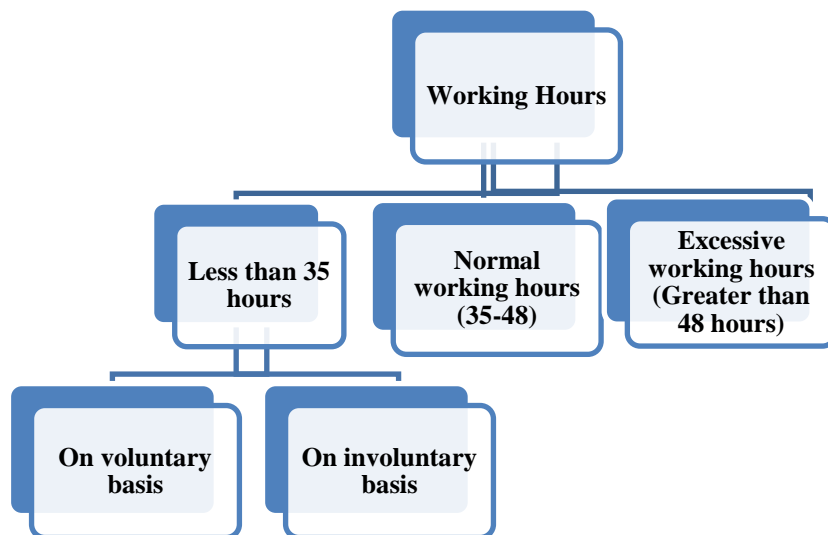 Working Hours
Less than 35
hours
Normal
working hours
(35-48)
Excessive
working hours
(Greater than
48 hours)
On voluntary
basis
On involuntary
basis